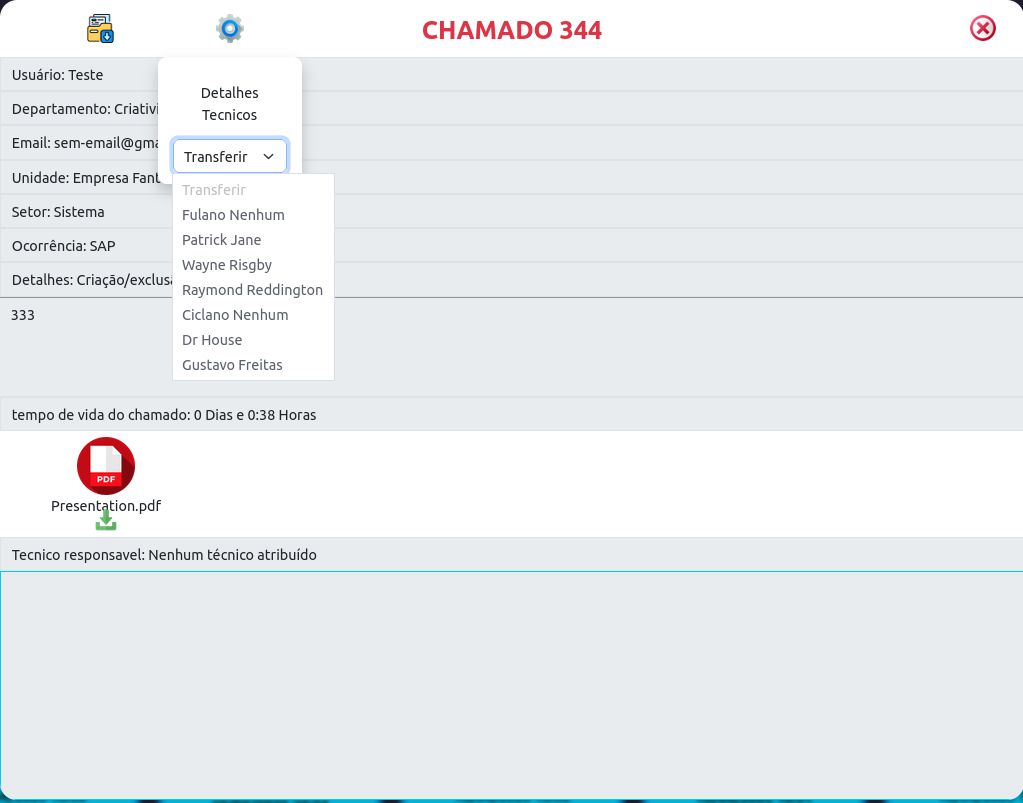 CHAMADO 344
Usuário: Teste
Detalhes
Tecnicos
Departamento: Criativi
Email: sem-email@gma
Transferir
Unidade: Empresa Fant
Transferir
Fulano Nenhum
Setor: Sistema
Patrick Jane
Ocorrência: SAP
Wayne Risgby
Detalhes: Criação/exclusã
Raymond Reddington
333
Ciclano Nenhum
Dr House
Gustavo Freitas
tempo de vida do chamado: 0 Dias e 0:38 Horas
PDF
Presentation.pdf
Tecnico responsavel: Nenhum técnico atribuído